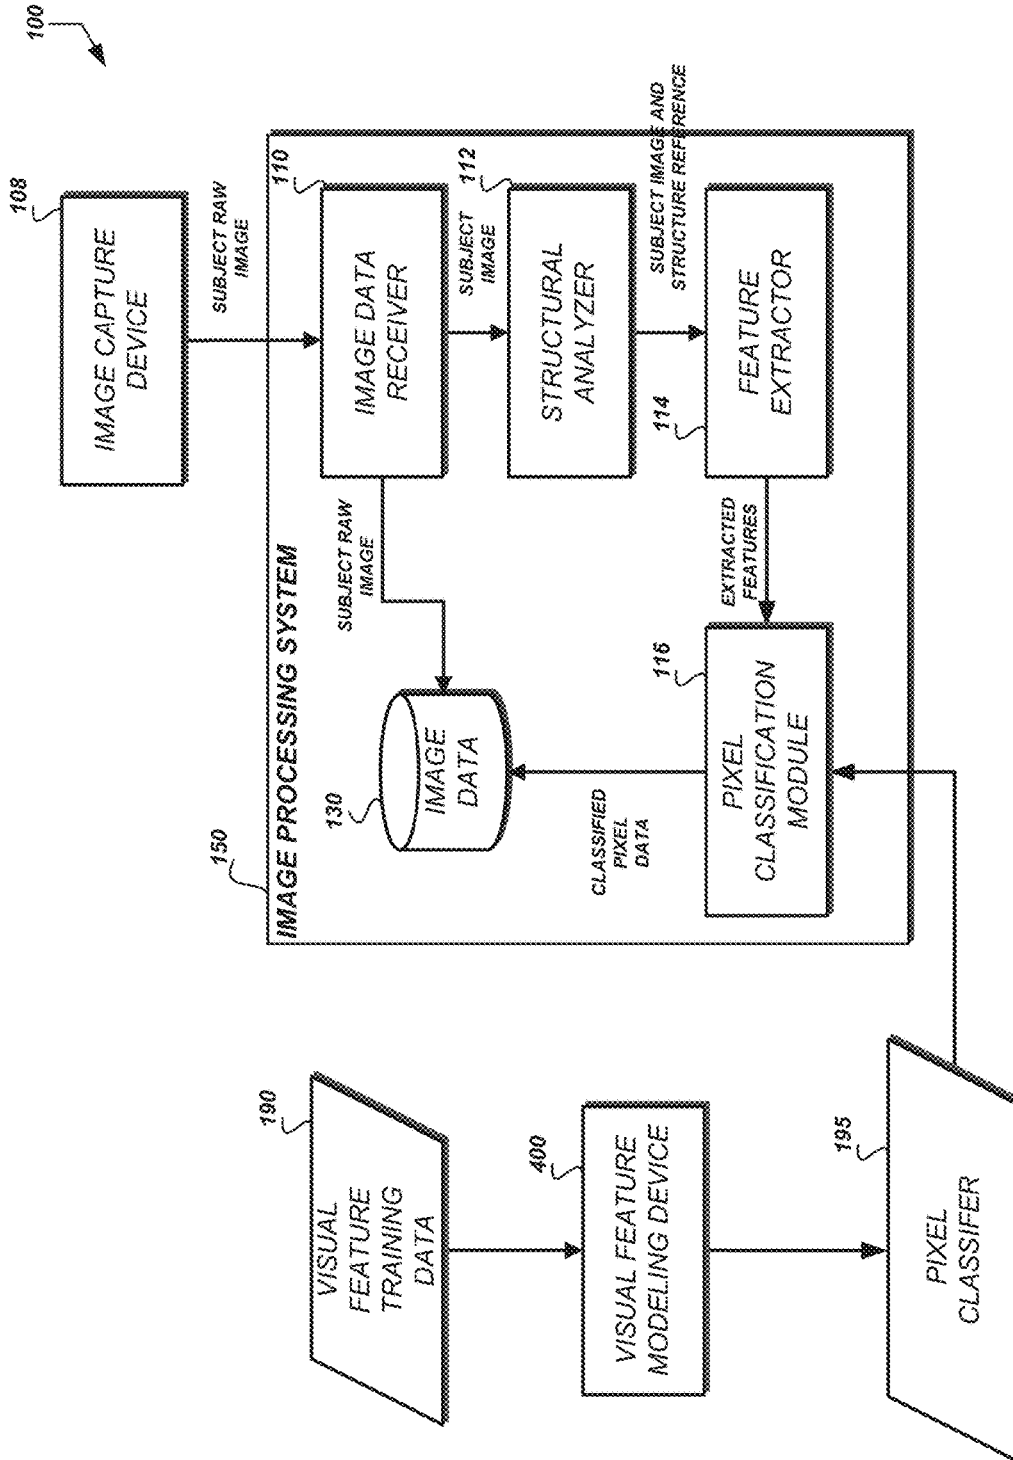 100
108
IMAGE CAPTURE
DEVICE
SUBJECT RAW
IMAGE
150
IMAGE PROCESSING SYSTEM
110
IMAGE DATA
RECEIVER
SUBJECT RAW
IMAGE
130
IMAGE
DATA
SUBJECT
IMAGE
112
STRUCTURAL
ANALYZER
SUBJECT IMAGE AND
STRUCTURE REFERENCE
114
FEATURE
EXTRACTOR
EXTRACTED
FEATURES
116
PIXEL
CLASSIFICATION
MODULE
CLASSIFIED
PIXEL
DATA
190
VISUAL
FEATURE
TRAINING
DATA
400
VISUAL FEATURE
MODELING DEVICE
195
PIXEL
CLASSIFER